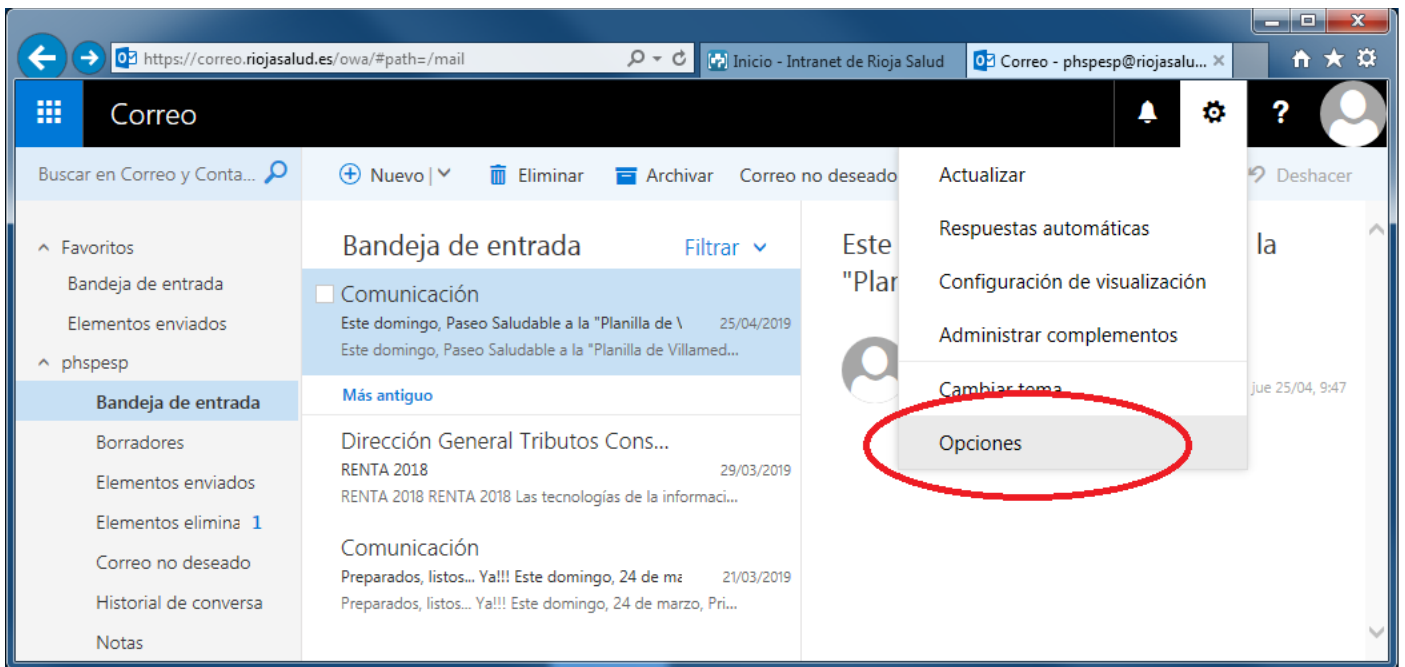 https://correo.riojasalud.es/owa/#path=/mail
Inicio - Intranet de Rioja Salud
Correo - phspesp@riojasalu...
Correo
?
Buscar en Correo y Conta...
Nuevo
Eliminar
Archivar
Correo no deseado
Deshacer
Favoritos
Bandeja de entrada
Elementos enviados
phspesp
Bandeja de entrada
Borradores
Elementos enviados
Elementos elimina 1
Correo no deseado
Historial de conversa
Notas
Bandeja de entrada
Filtrar
Comunicación
Este domingo, Paseo Saludable a la "Planilla de \ 25/04/2019
Este domingo, Paseo Saludable a la "Planilla de Villamed...
Más antiguo
Dirección General Tributos Cons...
RENTA 2018 29/03/2019
RENTA 2018 RENTA 2018 Las tecnologías de la informaci...
Comunicación
Preparados, listos... Ya!!! Este domingo, 24 de ma 21/03/2019
Preparados, listos... Ya!!! Este domingo, 24 de marzo, Pri...
Este la
"Plar
jue 25/04, 9:47
Actualizar
Respuestas automáticas
Configuración de visualización
Administrar complementos
Cambiar tema
Opciones